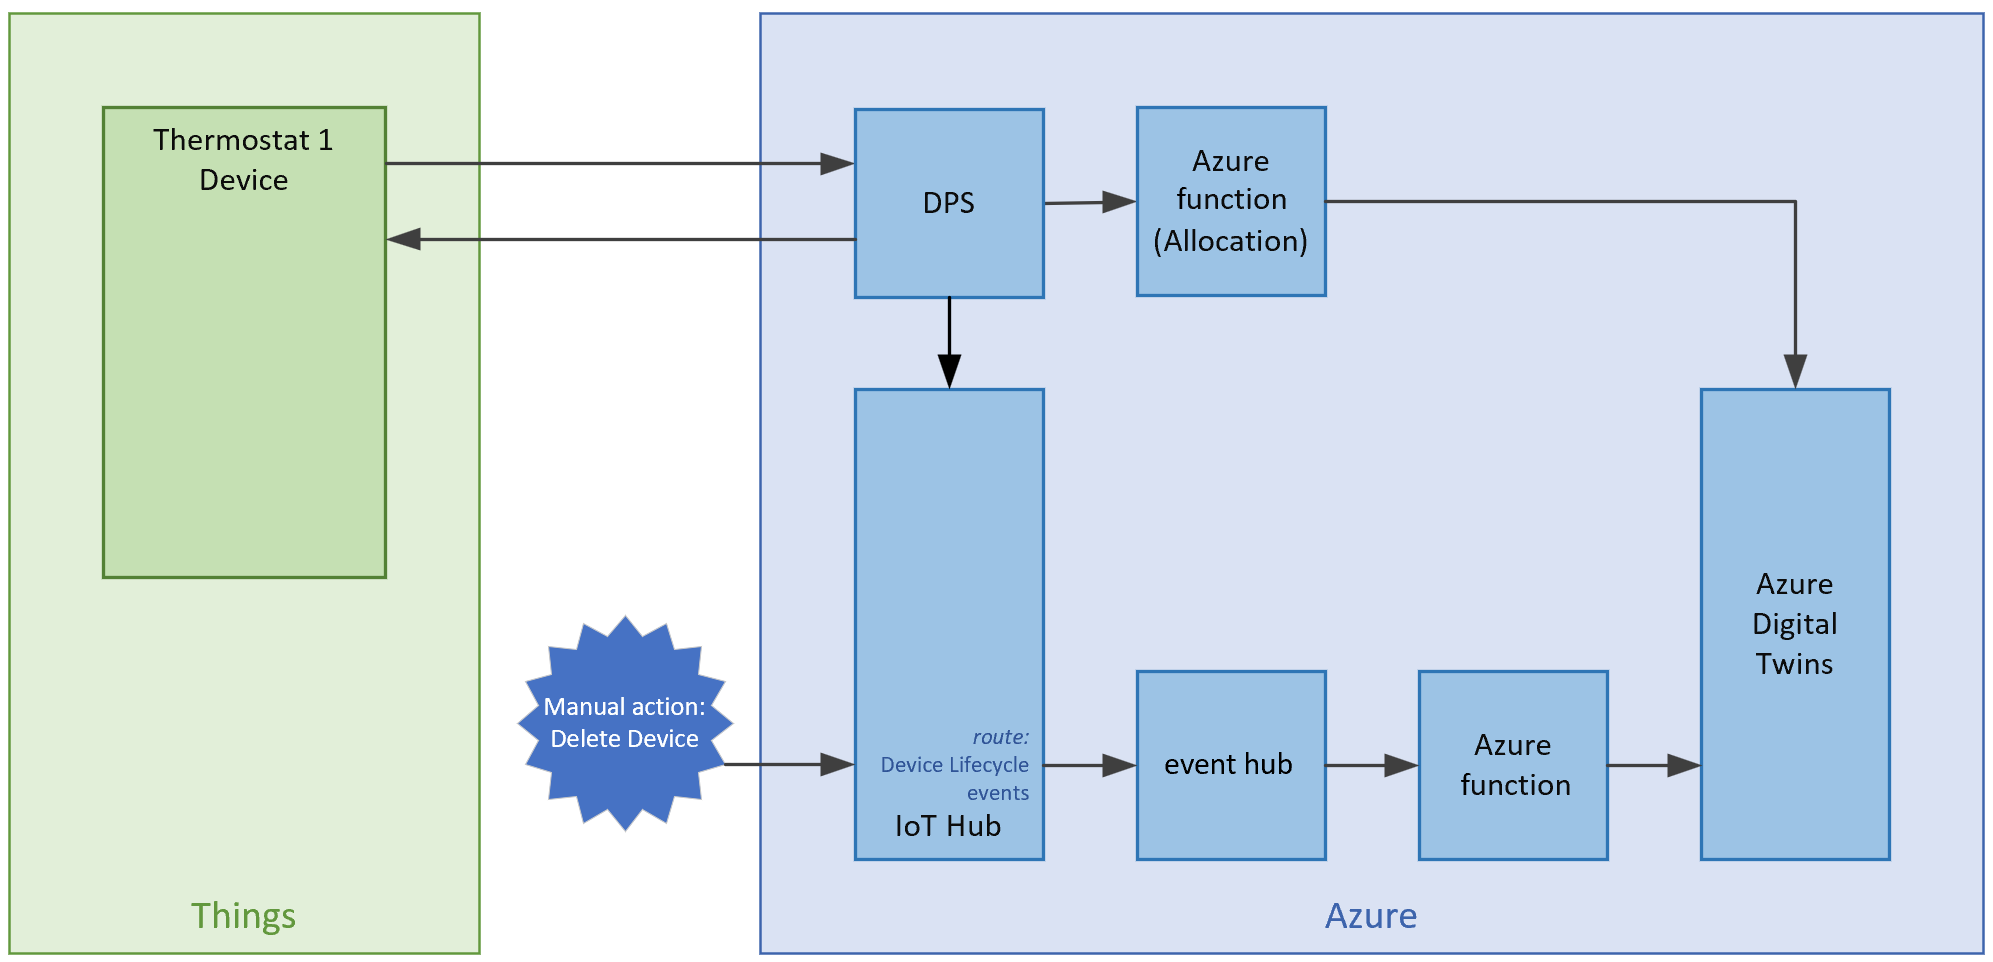 Thermostat 1
Device
DPS
Azure
function
(Allocation)
Manual action:
Delete Device
route:
Device Lifecycle
events
IoT Hub
event hub
Azure
function
Azure
Digital
Twins
Things
Azure